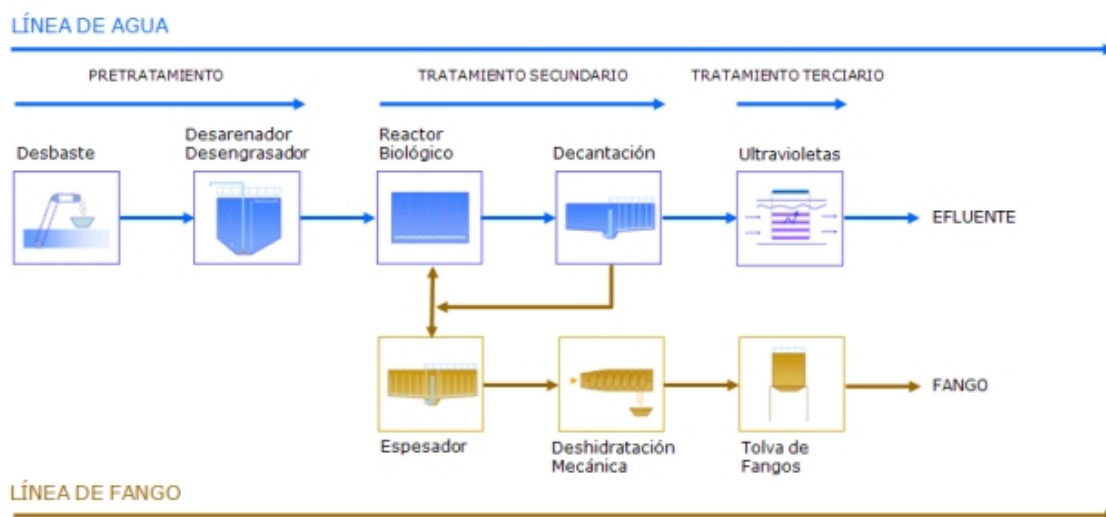 LÍNEA DE AGUA
PRETRATAMIENTO
TRATAMIENTO SECUNDARIO
TRATAMIENTO TERCIARIO
Desbaste
Desarenador
Desengrasador
Reactor
Biológico
Decantación
Ultravioletas
EFLUENTE
Espesador
Deshidratación
Mecánica
Tolva de
Fangos
FANGO
LÍNEA DE FANGO